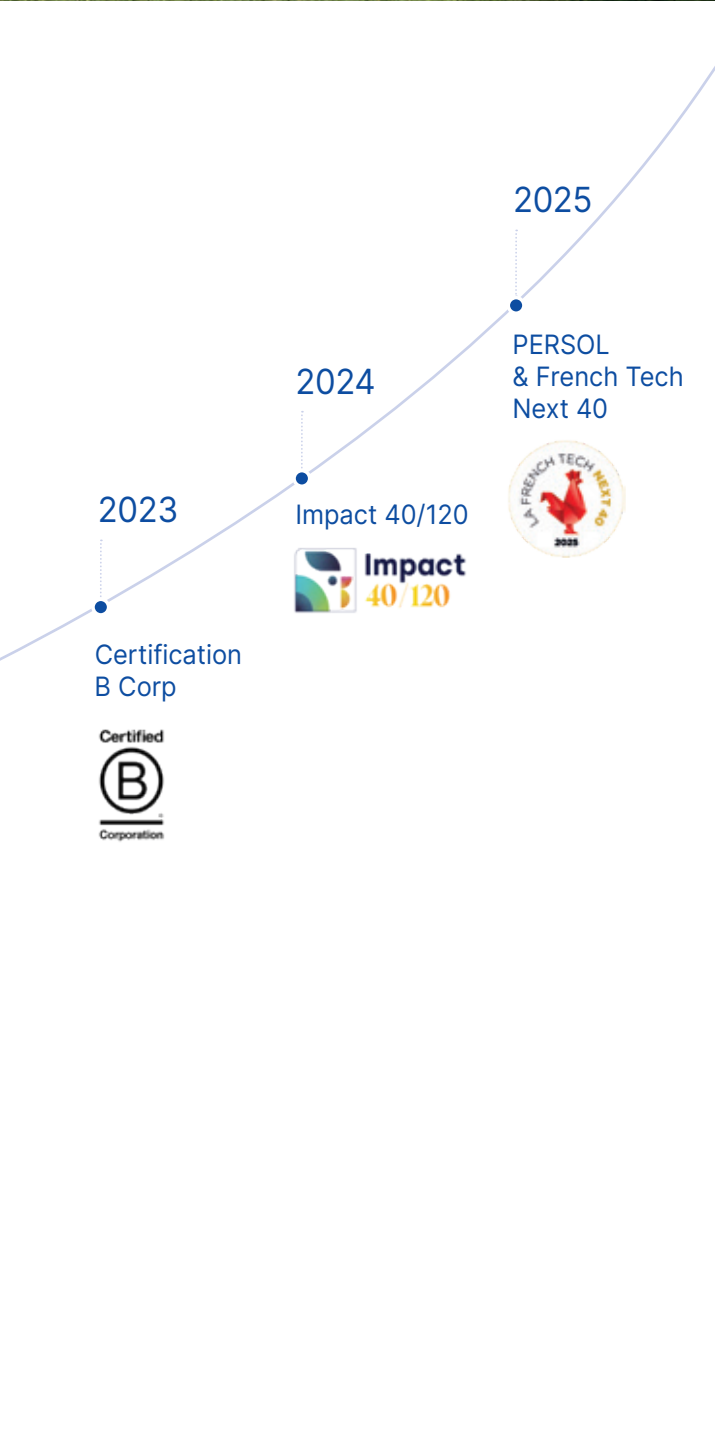 2025
PERSOL
& French Tech
Next 40
LA FRENCH TECH NEXT 40
2025
2024
Impact 40/120
Impact
40/120
2023
Certification
B Corp
Certified
B
Corporation